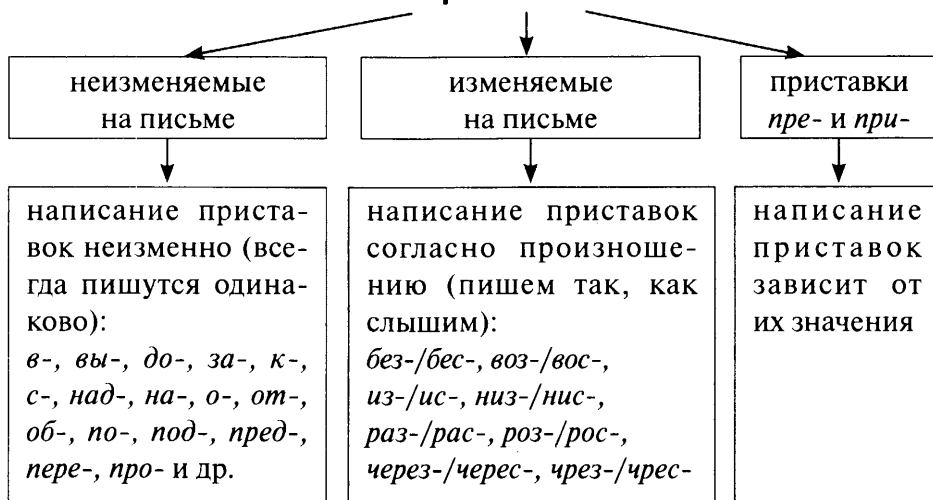 неизменяемые
на письме
изменяемые
на письме
приставки
пре- и при-
написание приста-
вок неизменно (все-
гда пишутся одина-
ково):
в-, вы-, до-, за-, к-,
с-, над-, на-, о-, от-,
об-, по-, под-, пред-,
пере-, про- и др.
написание приставок
согласно произноше-
нию (пишем так, как
слышим):
без-/бес-, воз-/вос-,
из-/ис-, низ-/нис-,
раз-/рас-, роз-/рос-,
через-/черес-, чрез-/чрес-
написание
приставок
зависит от
их значения